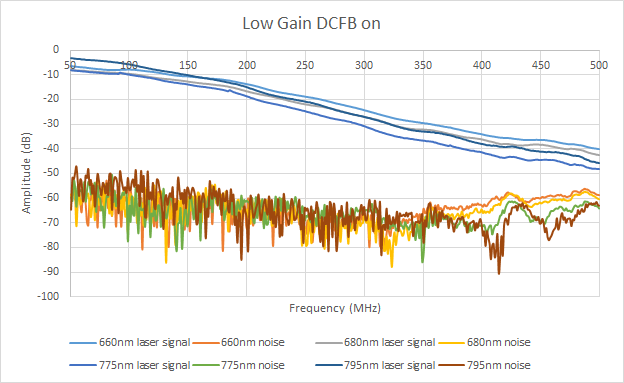 Low Gain DCFB on
0
-10
-20
-30
-40
-50
-60
-70
-80
-90
-100
50 100 150 200 250 300 350 400 450 500
Amplitude (dB)
Frequency (MHz)
660nm laser signal 660nm noise 680nm laser signal 680nm noise
775nm laser signal 775nm noise 795nm laser signal 795nm noise